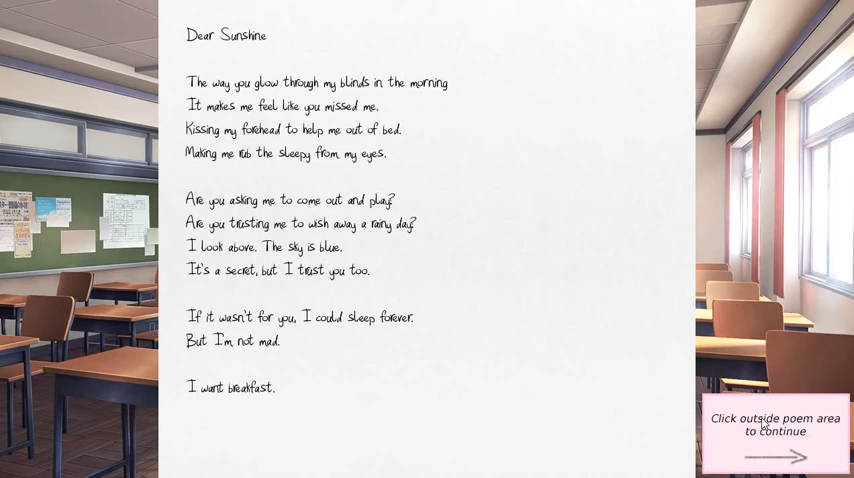 Dear Sunshine
The way you glow through my blinds in the morning
It makes me feel like you missed me.
Kissing my forehead to help me out of bed.
Making me rub the sleepy from my eyes.
Are you asking me to come out and play?
Are you trusting me to wish away a rainy day?
I look above. The sky is blue.
It's a secret, but I trust you too.
If it wasn't for you, I could sleep forever.
But I'm not mad.
I want breakfast.
Click outside poem area
to continue